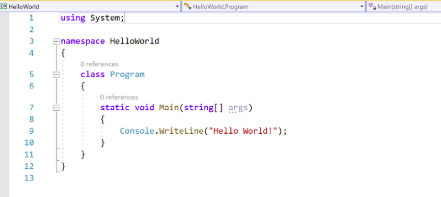 HelloWorld HelloWorld.Program Main(string[] args)
1 using System;
2
3 namespace HelloWorld
4 {
0 references
5 class Program
6 {
0 references
7 static void Main(string[] args)
8 {
9 Console.WriteLine("Hello World!");
10 }
11 }
12 }
13